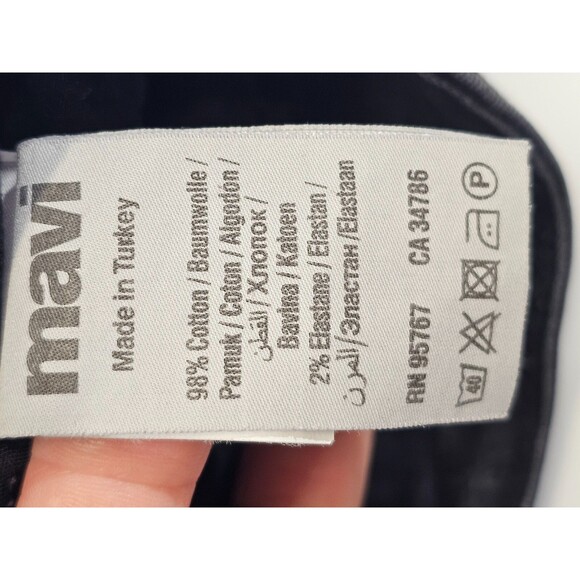 mavi
Made in Turkey
98% Cotton / Baumwolle /
Pamuk / Coton / Algodón /
القطن / Хлопок /
Bavlna / Katoen
2% Elastane / Elastan /
المرن / Эластан / Elastaan
RN 95767 CA 34786
40 P